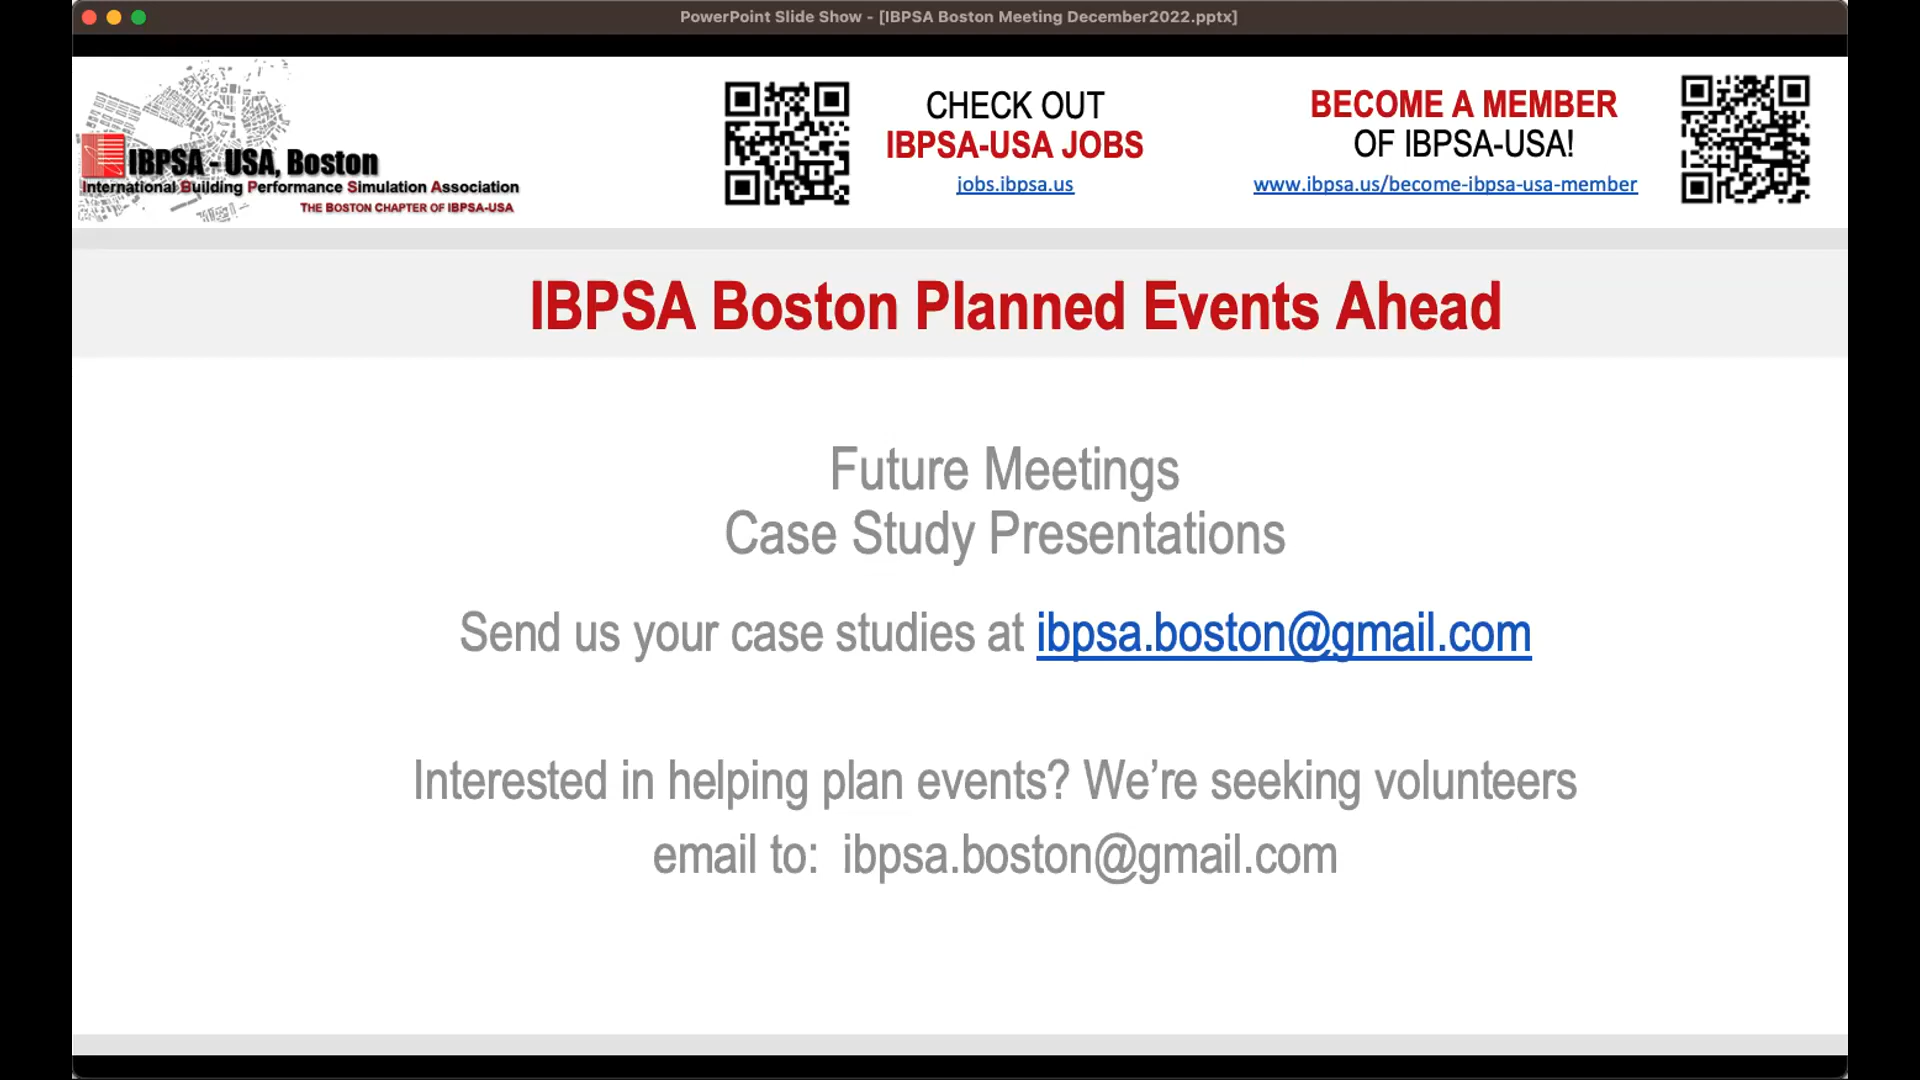 PowerPoint Slide Show - [IBPSA Boston Meeting December2022.pptx]
IBPSA - USA, Boston
International Building Performance Simulation Association
THE BOSTON CHAPTER OF IBPSA-USA
CHECK OUT
IBPSA-USA JOBS
jobs.ibpsa.us
BECOME A MEMBER
OF IBPSA-USA!
www.ibpsa.us/become-ibpsa-usa-member
IBPSA Boston Planned Events Ahead
Future Meetings
Case Study Presentations
Send us your case studies at ibpsa.boston@gmail.com
Interested in helping plan events? We’re seeking volunteers
email to: ibpsa.boston@gmail.com